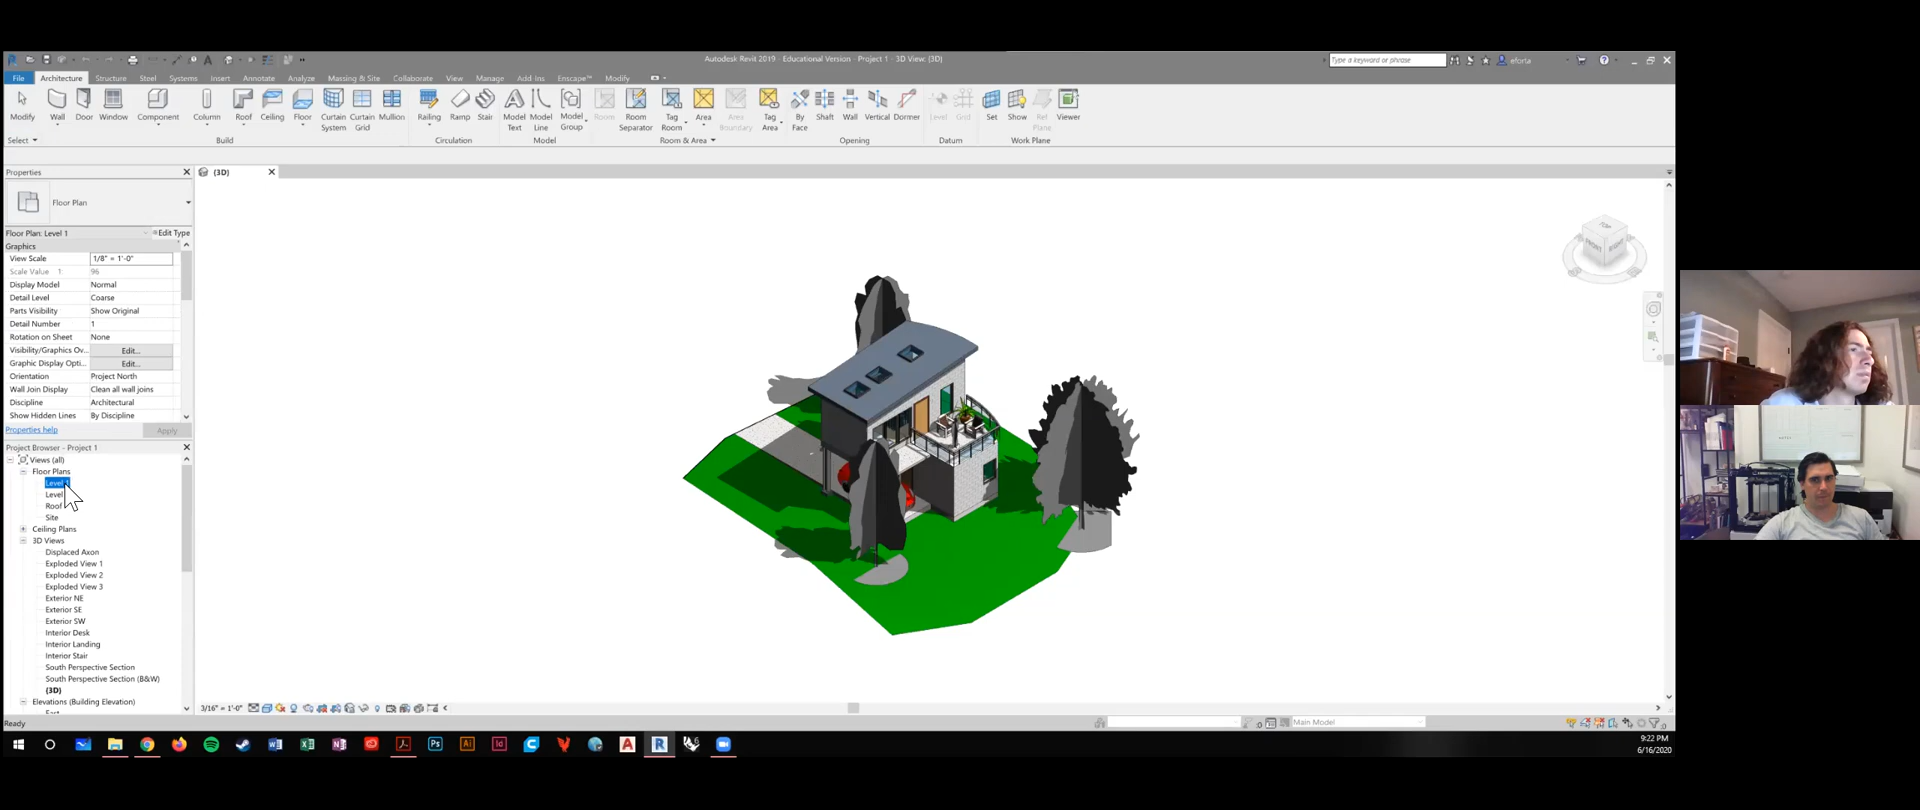 Autodesk Revit 2019 - Educational Version - Project 1 - 3D View: {3D}
Type a keyword or phrase
eforta
File Architecture Structure Steel Systems Insert Annotate Analyze Massing & Site Collaborate View Manage Add-Ins Enscape™ Modify
Modify Wall Door Window Component Column Roof Ceiling Floor Curtain System Curtain Grid Mullion Railing Ramp Stair Model Text Model Line Model Group Room Room Separator Tag Room Area Area Boundary Tag Area By Face Shaft Wall Vertical Dormer Level Grid Set Show Ref Plane Viewer
Select Build Circulation Model Room & Area Opening Datum Work Plane
Properties
{3D}
Floor Plan
Floor Plan: Level 1
Edit Type
Graphics
View Scale 1/8" = 1'-0"
Scale Value 1: 96
Display Model Normal
Detail Level Coarse
Parts Visibility Show Original
Detail Number 1
Rotation on Sheet None
Visibility/Graphics Ov... Edit...
Graphic Display Opti... Edit...
Orientation Project North
Wall Join Display Clean all wall joins
Discipline Architectural
Show Hidden Lines By Discipline
Properties help
Apply
Project Browser - Project 1
Views (all)
Floor Plans
Level
Level
Roof
Site
Ceiling Plans
3D Views
Displaced Axon
Exploded View 1
Exploded View 2
Exploded View 3
Exterior NE
Exterior SE
Exterior SW
Interior Desk
Interior Landing
Interior Stair
South Perspective Section
South Perspective Section (B&W)
{3D}
Elevations (Building Elevation)
TOP
FRONT
RIGHT
3/16" = 1'-0"
Ready
:0
Main Model
:0
9:22 PM
6/16/2020